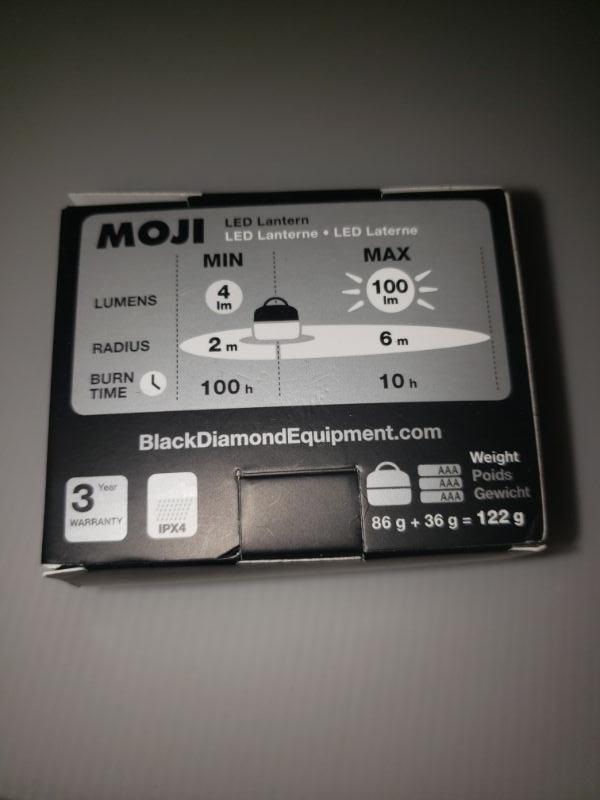 MOJI LED Lantern
LED Lanterne • LED Laterne
MIN MAX
LUMENS 4 lm 100 lm
RADIUS 2 m 6 m
BURN TIME 100 h 10 h
BlackDiamondEquipment.com
3 Year
WARRANTY
IPX4
AAA
AAA
AAA
Weight
Poids
Gewicht
86 g + 36 g = 122 g